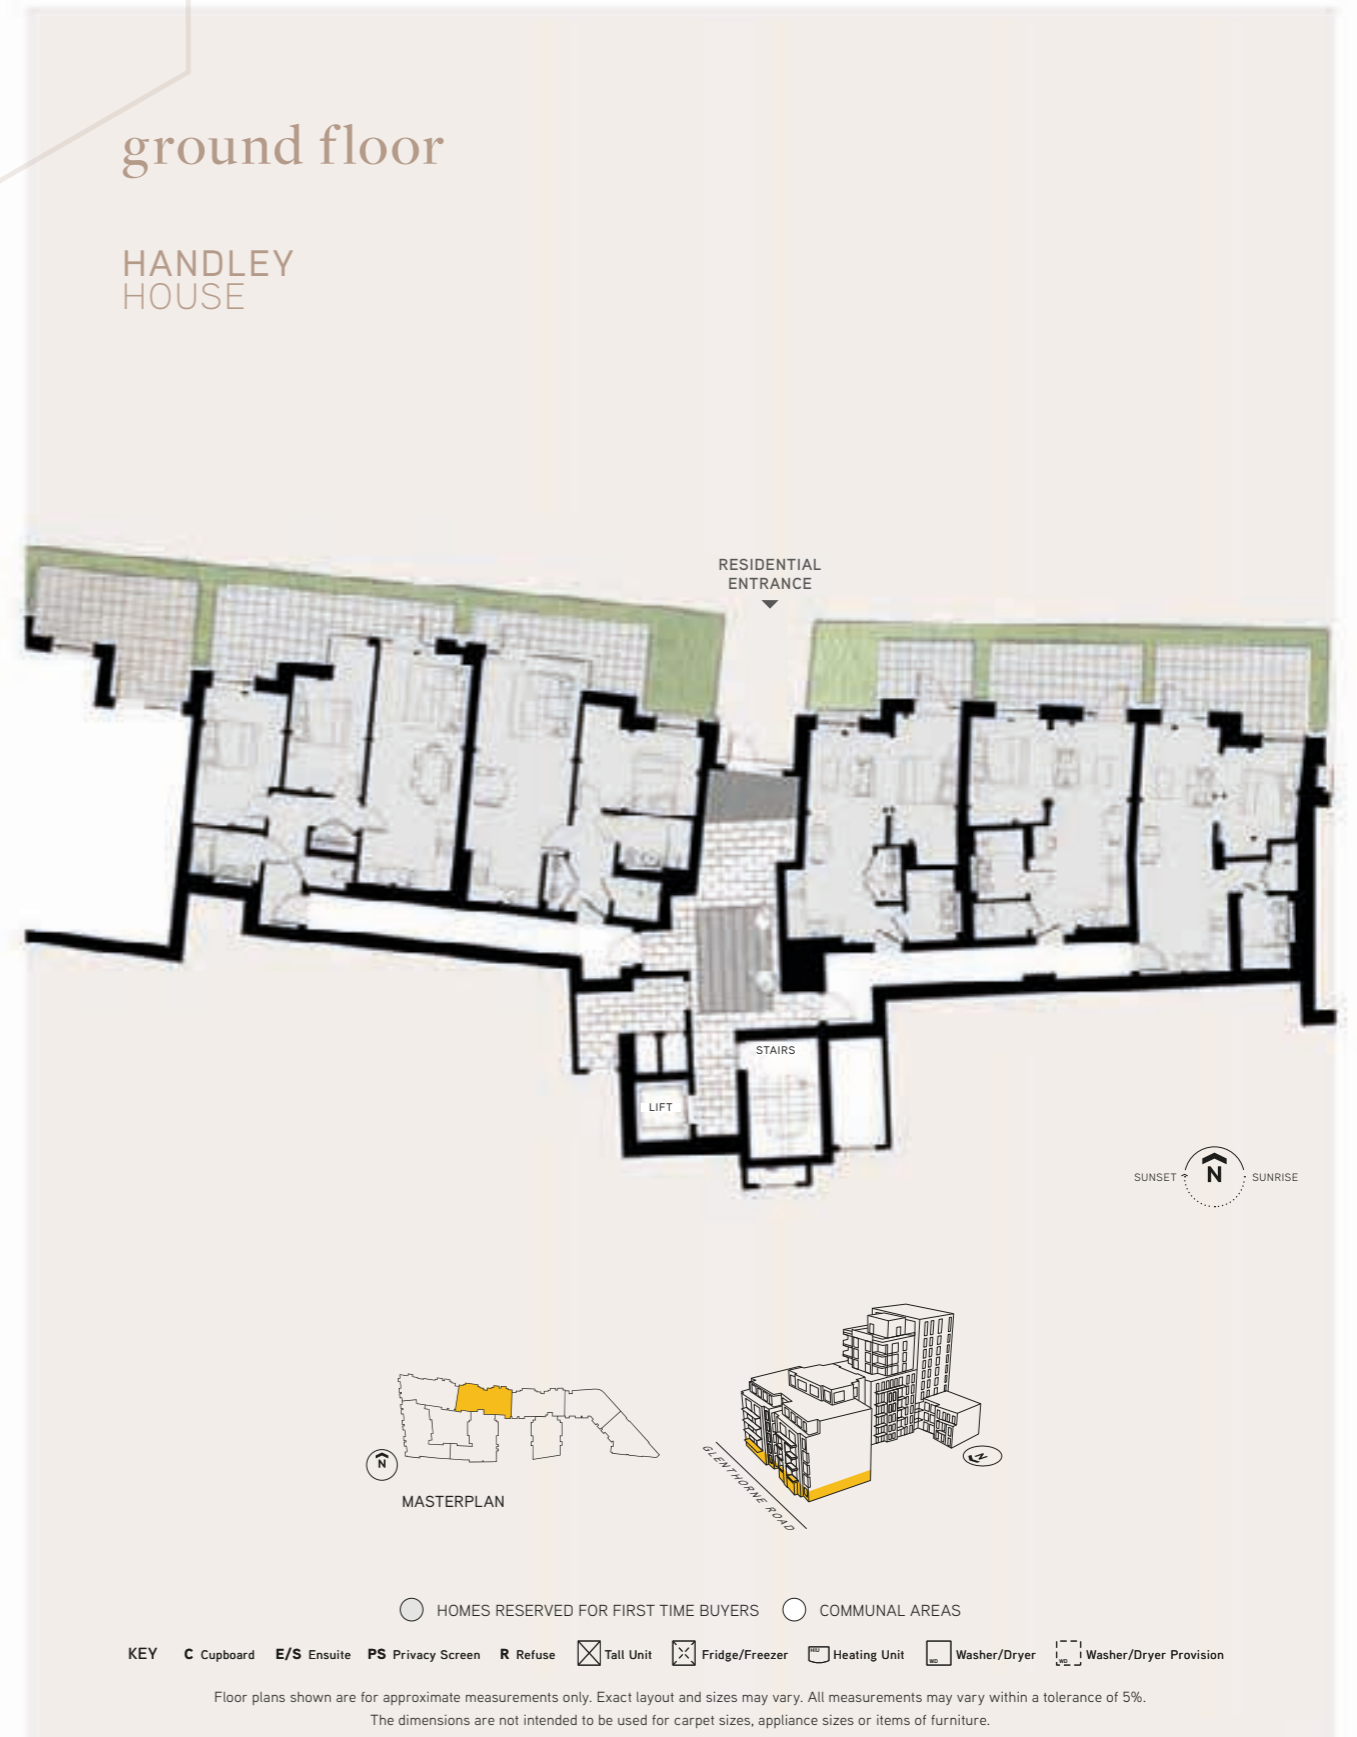 ground floor
HANDLEY
HOUSE
RESIDENTIAL
ENTRANCE
STAIRS
LIFT
SUNSET N SUNRISE
N
MASTERPLAN
GLENTHORNE ROAD
N
HOMES RESERVED FOR FIRST TIME BUYERS COMMUNAL AREAS
KEY C Cupboard E/S Ensuite PS Privacy Screen R Refuse Tall Unit Fridge/Freezer HIU Heating Unit WD Washer/Dryer WD Washer/Dryer Provision
Floor plans shown are for approximate measurements only. Exact layout and sizes may vary. All measurements may vary within a tolerance of 5%.
The dimensions are not intended to be used for carpet sizes, appliance sizes or items of furniture.